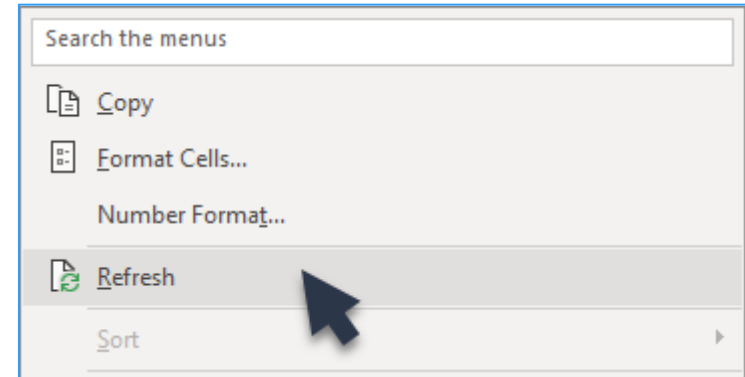 Search the menus
Copy
Format Cells...
Number Format...
Refresh
Sort